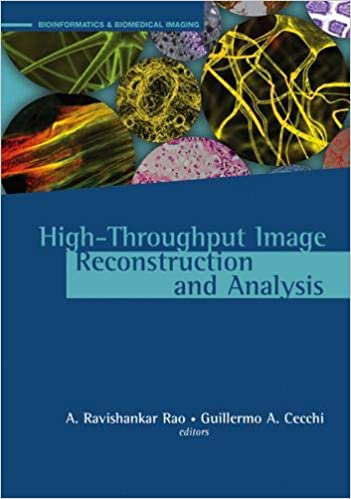 BIOINFORMATICS & BIOMEDICAL IMAGING
High-Throughput Image
Reconstruction
and Analysis
A. Ravishankar Rao • Guillermo A. Cecchi
editors